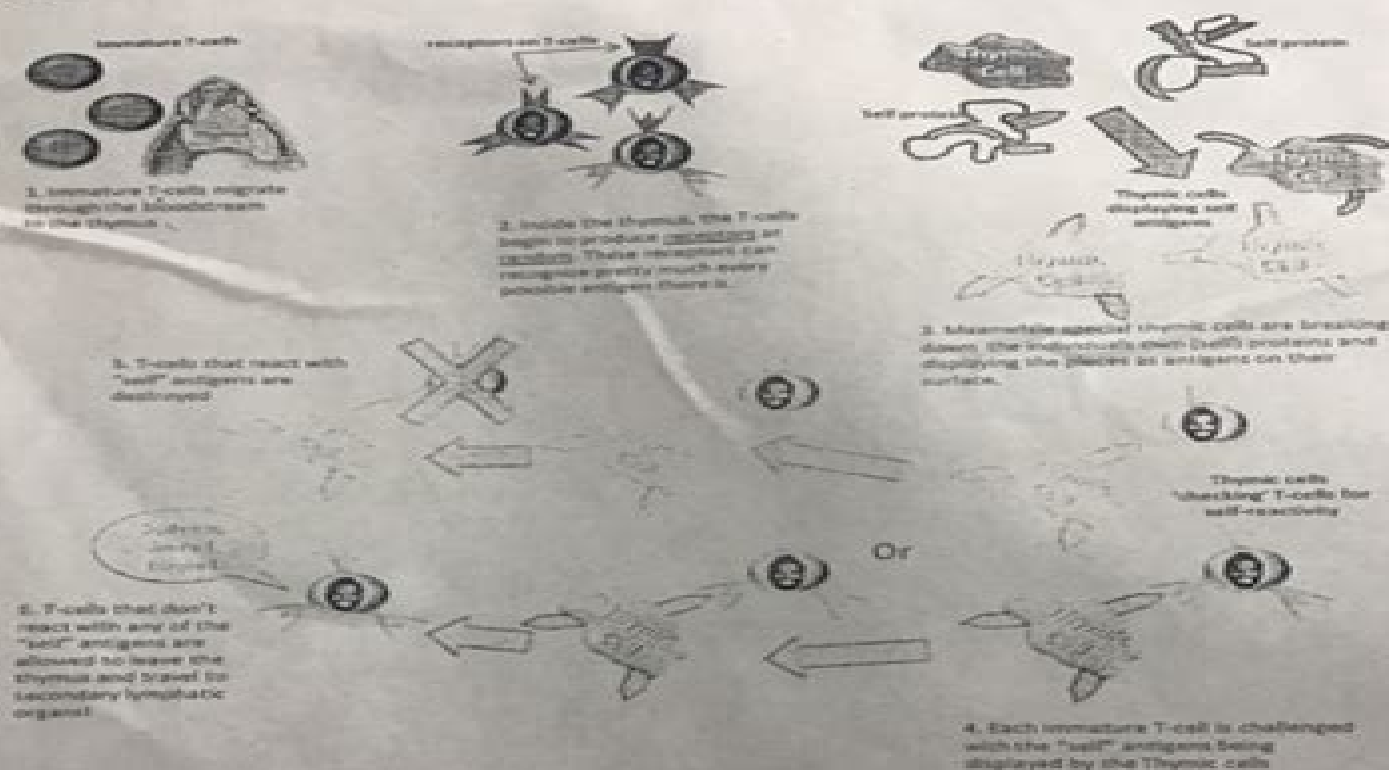 Immature T-cells
receptors on T-cells
Self protein
Self protein
1. Immature T-cells migrate
through the bloodstream
to the thymus.
2. Inside the thymus, the T-cells
begin to produce receptors at
random. These receptors can
recognize pretty much every
possible antigen there is.
Thymic cells
displaying self
antigens
3. Meanwhile special thymic cells are breaking
down the individuals own (self) proteins and
displaying the pieces as antigens on their
surface.
5. T-cells that react with
"self" antigens are
destroyed
Thymic cells
'checking' T-cells for
self-reactivity
Or
6. T-cells that don't
react with any of the
"self" antigens are
allowed to leave the
thymus and travel to
secondary lymphatic
organs!
4. Each immature T-cell is challenged
with the "self" antigens being
displayed by the Thymic cells